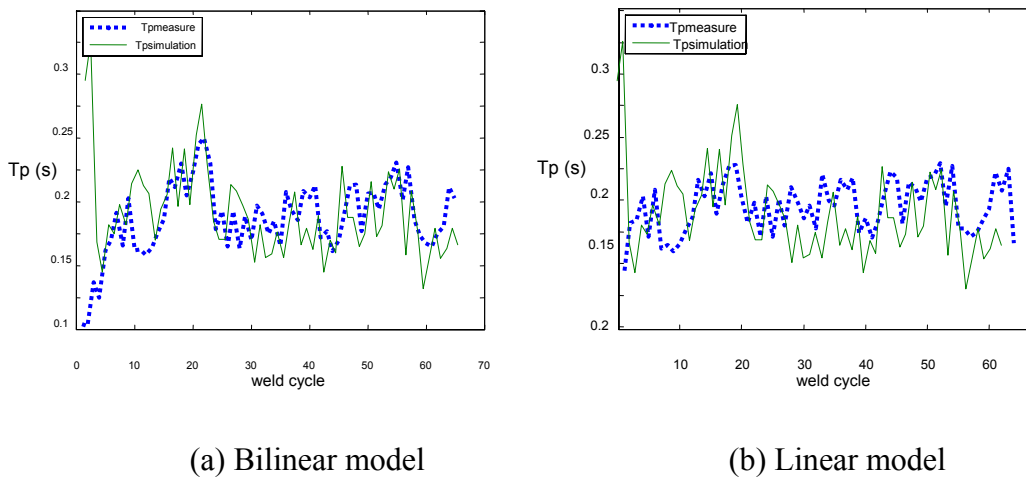 Tpmeasure
Tpsimulation
0.3
0.25
Tp (s)
0.2
0.15
0.1
0 10 20 30 40 50 60 70
weld cycle
(a) Bilinear model
Tpmeasure
Tpsimulation
0.3
0.25
Tp (s)
0.2
0.15
0.2
10 20 30 40 50 60
weld cycle
(b) Linear model